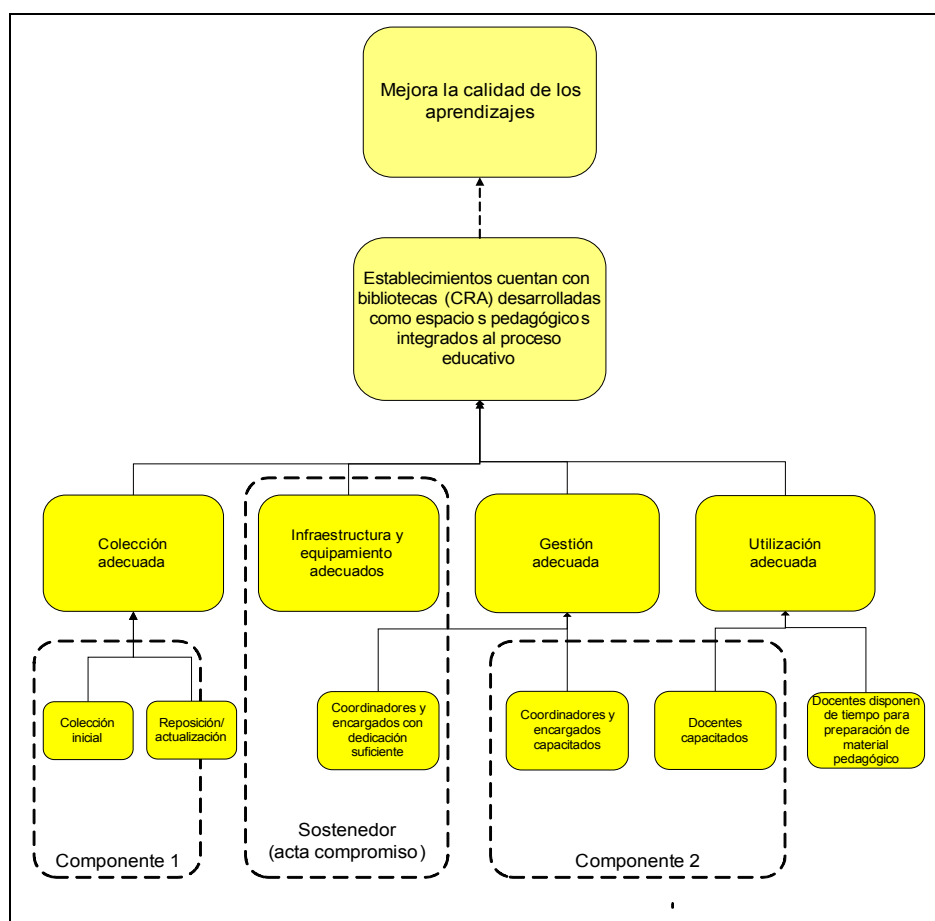 Mejora la calidad de los
aprendizajes
Establecimientos cuentan con
bibliotecas (CRA) desarrolladas
como espacio s pedagógico s
integrados al proceso
educativo
Colección
adecuada
Infraestructura y
equipamiento
adecuados
Gestión
adecuada
Utilización
adecuada
Colección
inicial
Reposición/
actualización
Coordinadores y
encargados con
dedicación
suficiente
Coordinadores y
encargados
capacitados
Docentes
capacitados
Docentes disponen
de tiempo para
preparación de
material
pedagógico
Componente 1
Sostenedor
(acta compromiso)
Componente 2